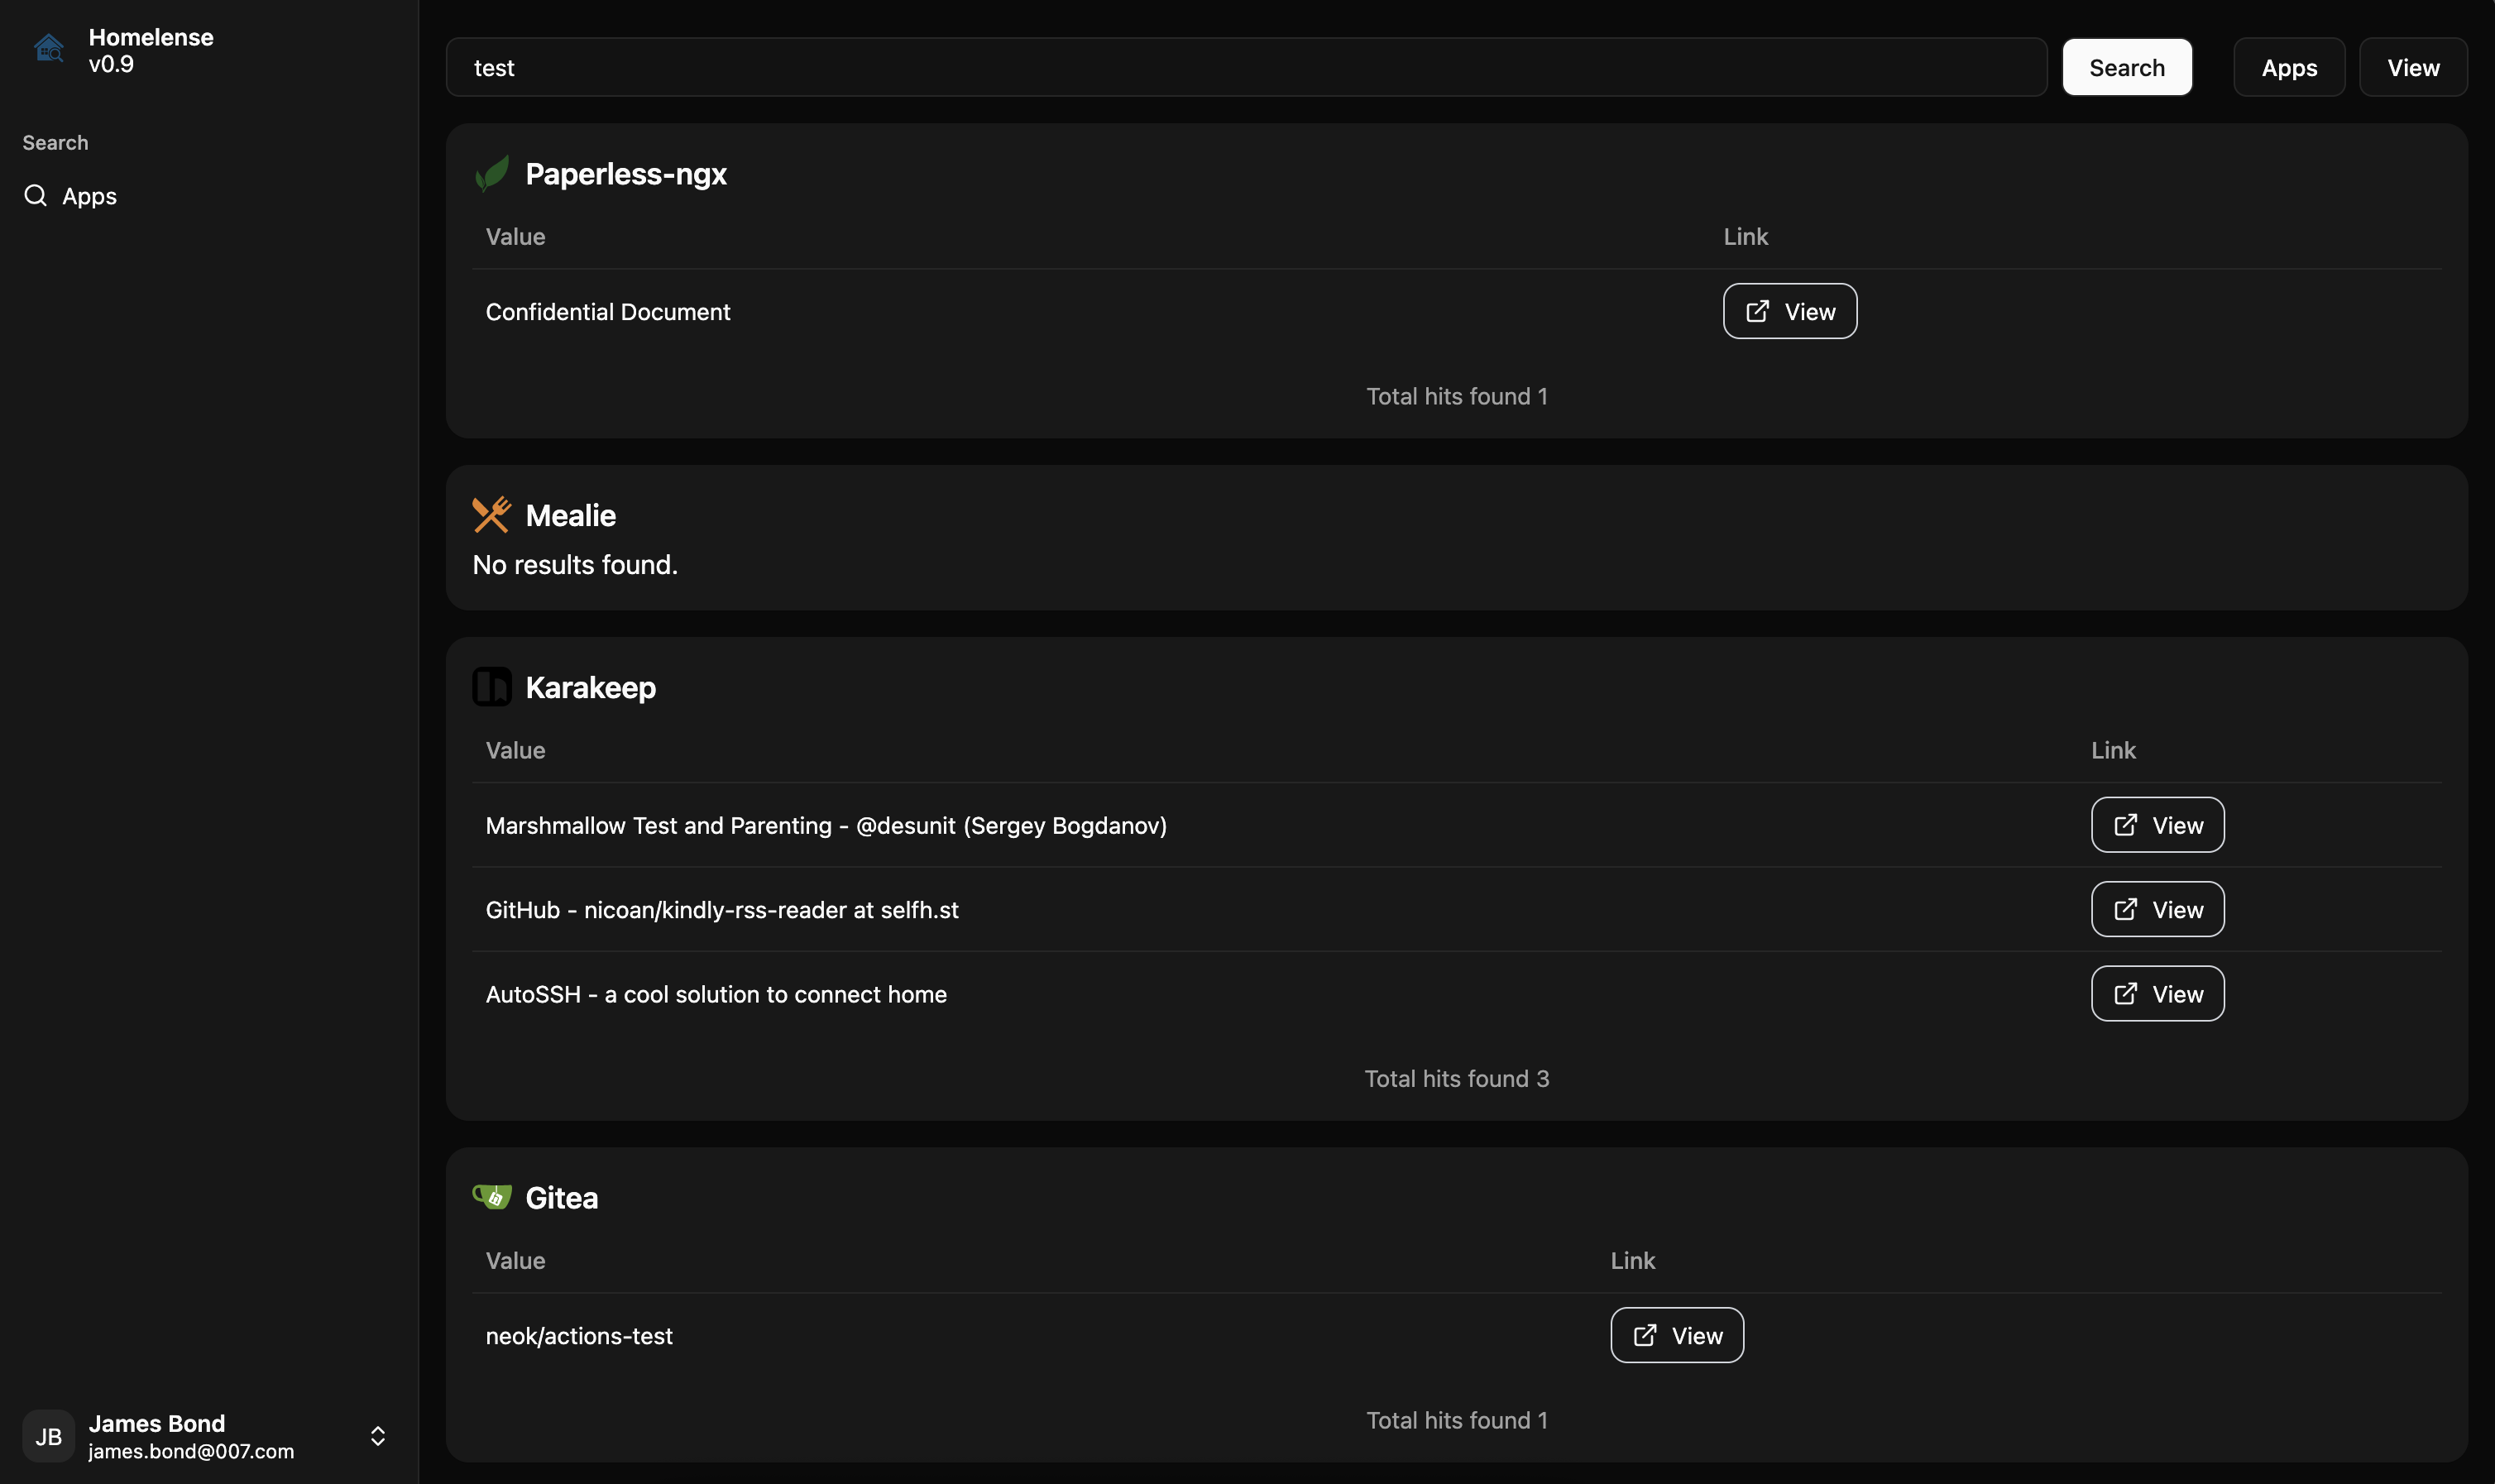 Homelense
v0.9
Search
Apps
James Bond
JB
james.bond@007.com
test
Search
Apps
View
Paperless-ngx
Value Link
Confidential Document View
Total hits found 1
Mealie
No results found.
Karakeep
Value Link
Marshmallow Test and Parenting - @desunit (Sergey Bogdanov) View
GitHub - nicoan/kindly-rss-reader at selfh.st View
AutoSSH - a cool solution to connect home View
Total hits found 3
Gitea
Value Link
neok/actions-test View
Total hits found 1